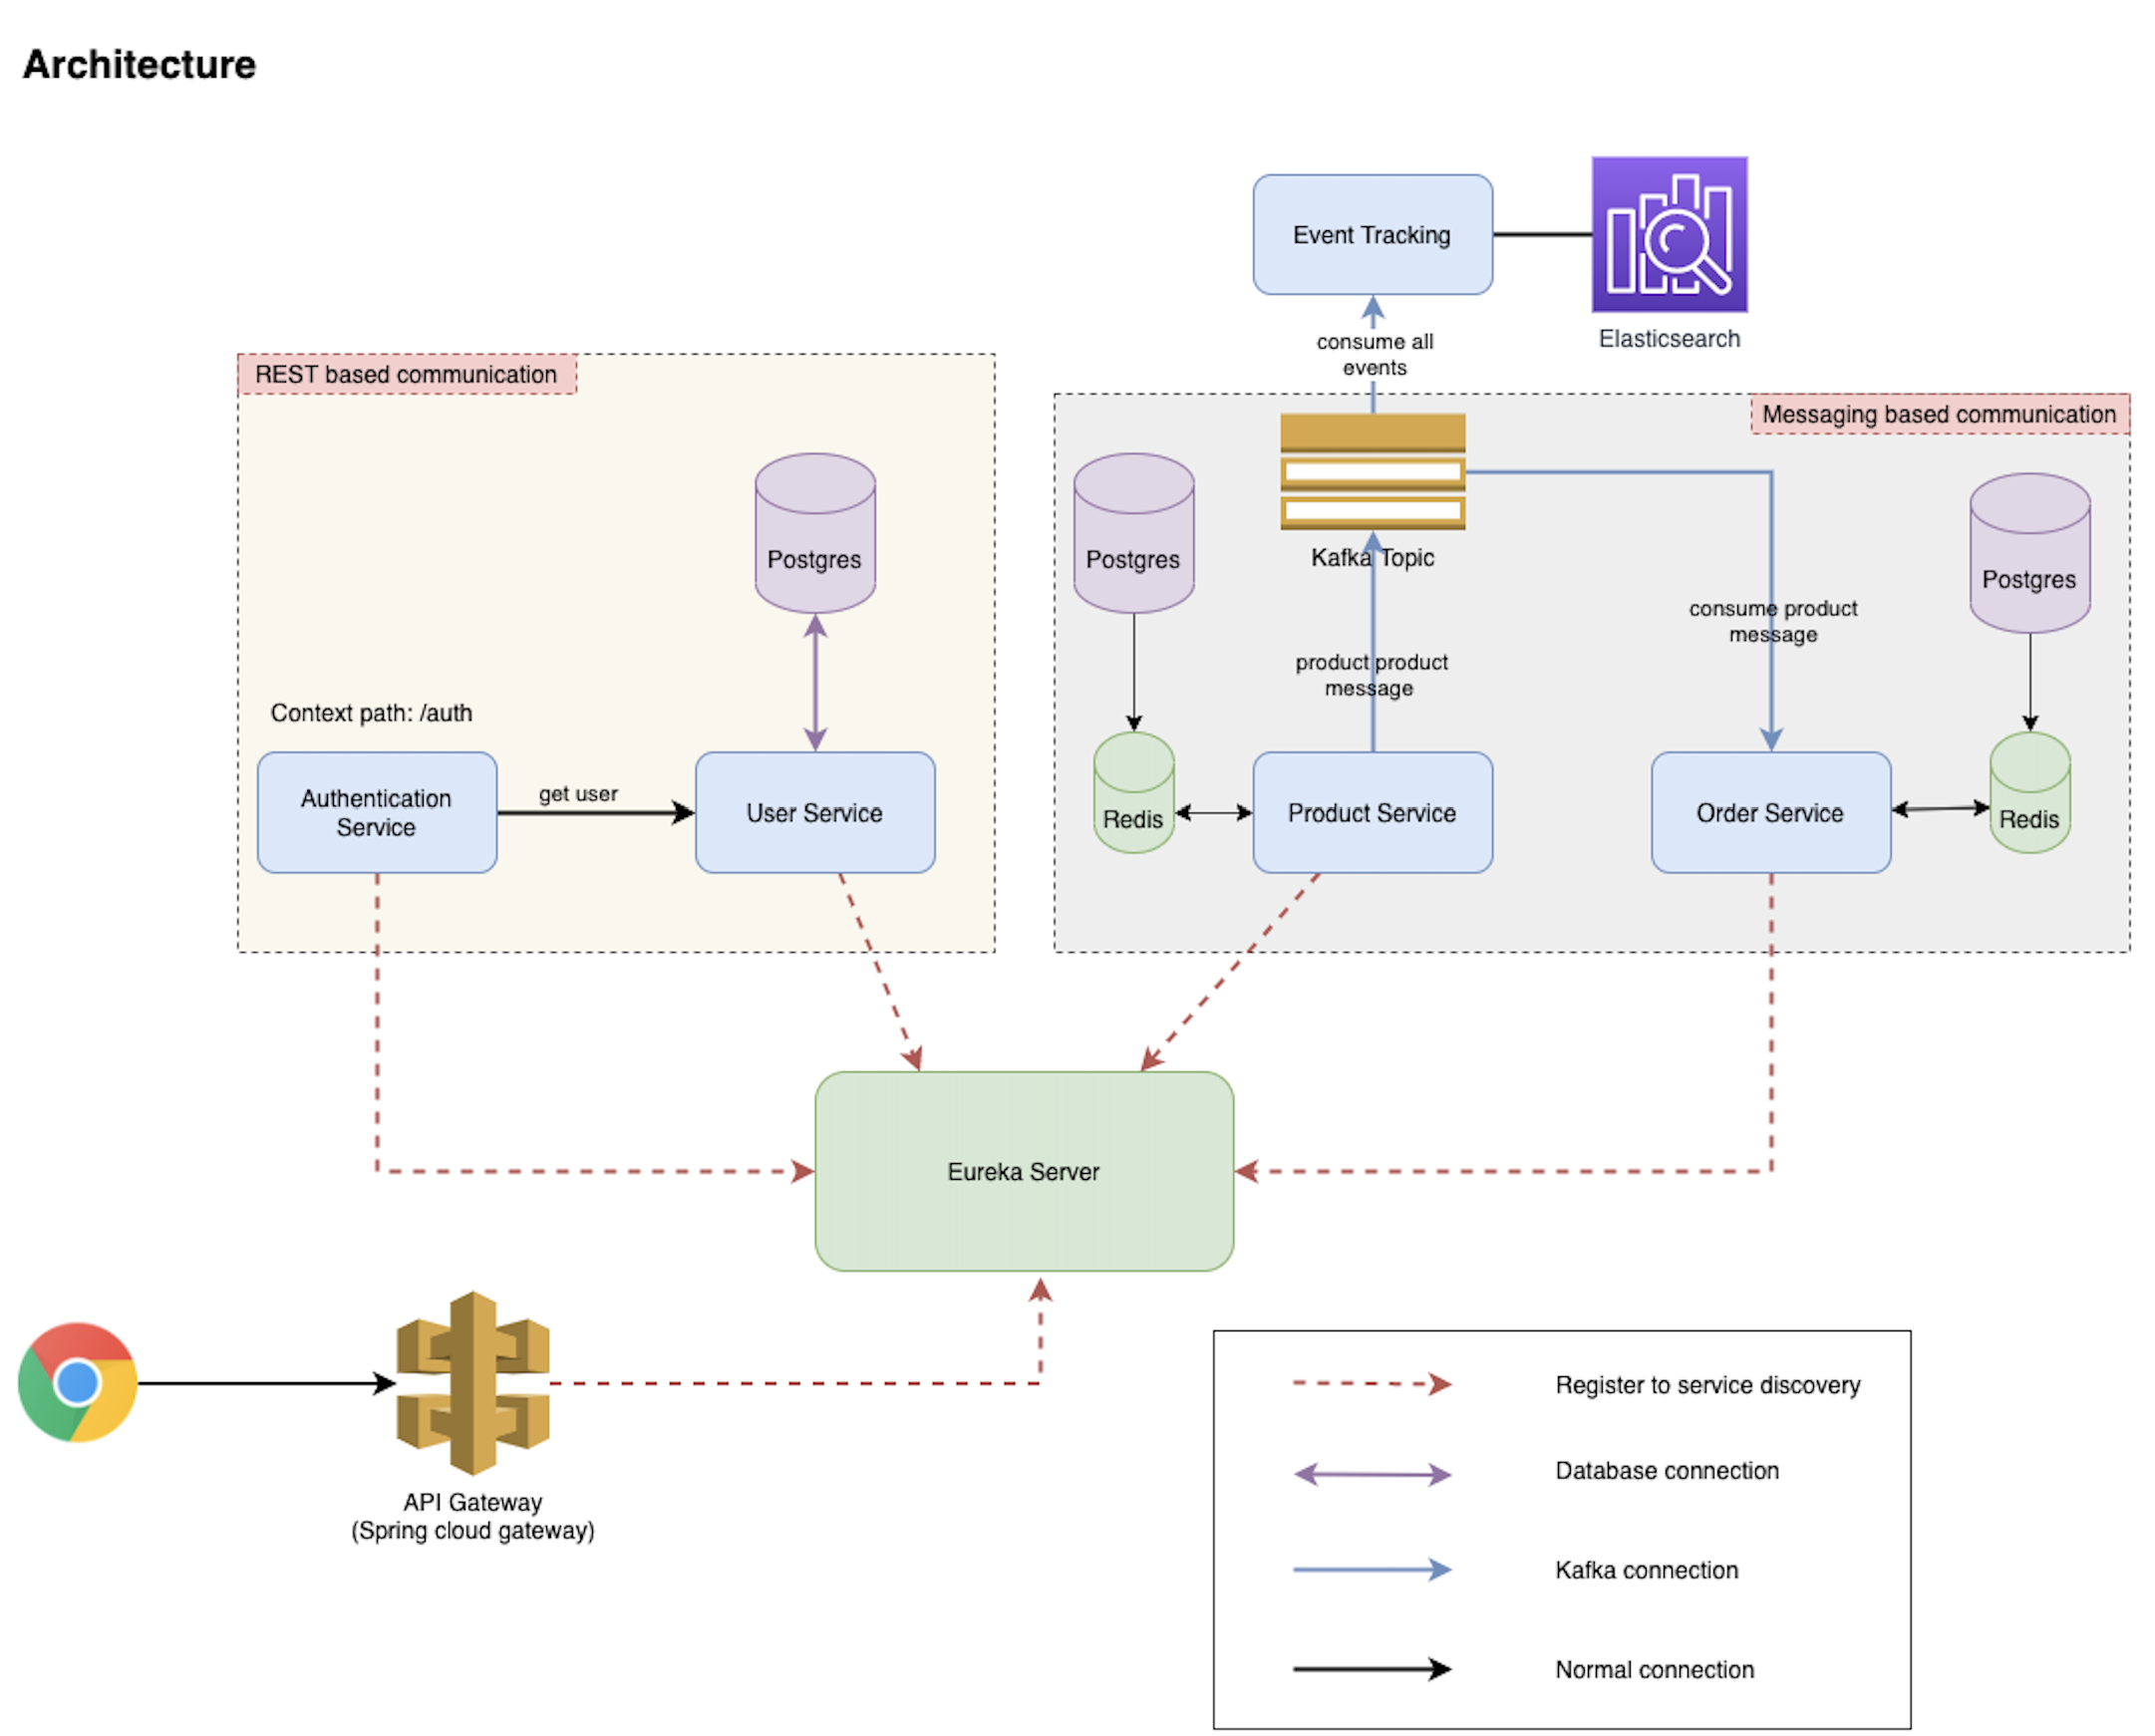 Architecture
Event Tracking
Elasticsearch
consume all
events
REST based communication
Messaging based communication
Postgres
Postgres
Kafka Topic
Postgres
consume product
message
product product
message
Context path: /auth
Authentication
Service
get user
User Service
Redis
Product Service
Order Service
Redis
Eureka Server
API Gateway
(Spring cloud gateway)
Register to service discovery
Database connection
Kafka connection
Normal connection